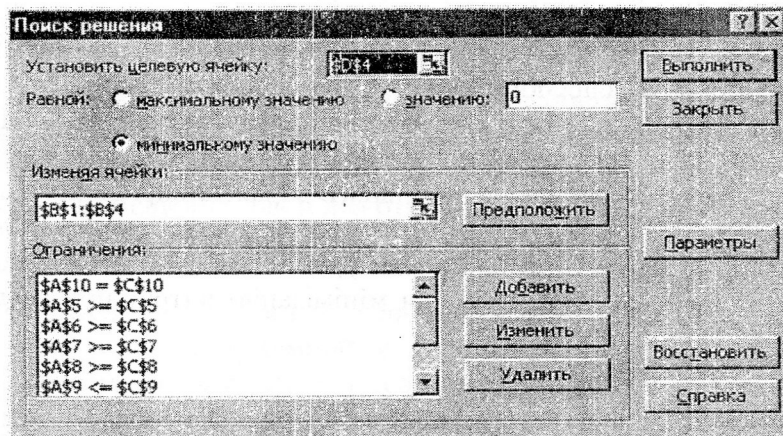 Поиск решения
Установить целевую ячейку: $D$4 Выполнить
Равной: максимальному значению значению: 0 Закрыть
минимальному значению
Изменяя ячейки:
$B$1:$B$4 Предположить
Ограничения: Параметры
$A$10 = $C$10 Добавить
$A$5 >= $C$5
$A$6 >= $C$6 Изменить
$A$7 >= $C$7 Восстановить
$A$8 >= $C$8 Удалить
$A$9 <= $C$9 Справка